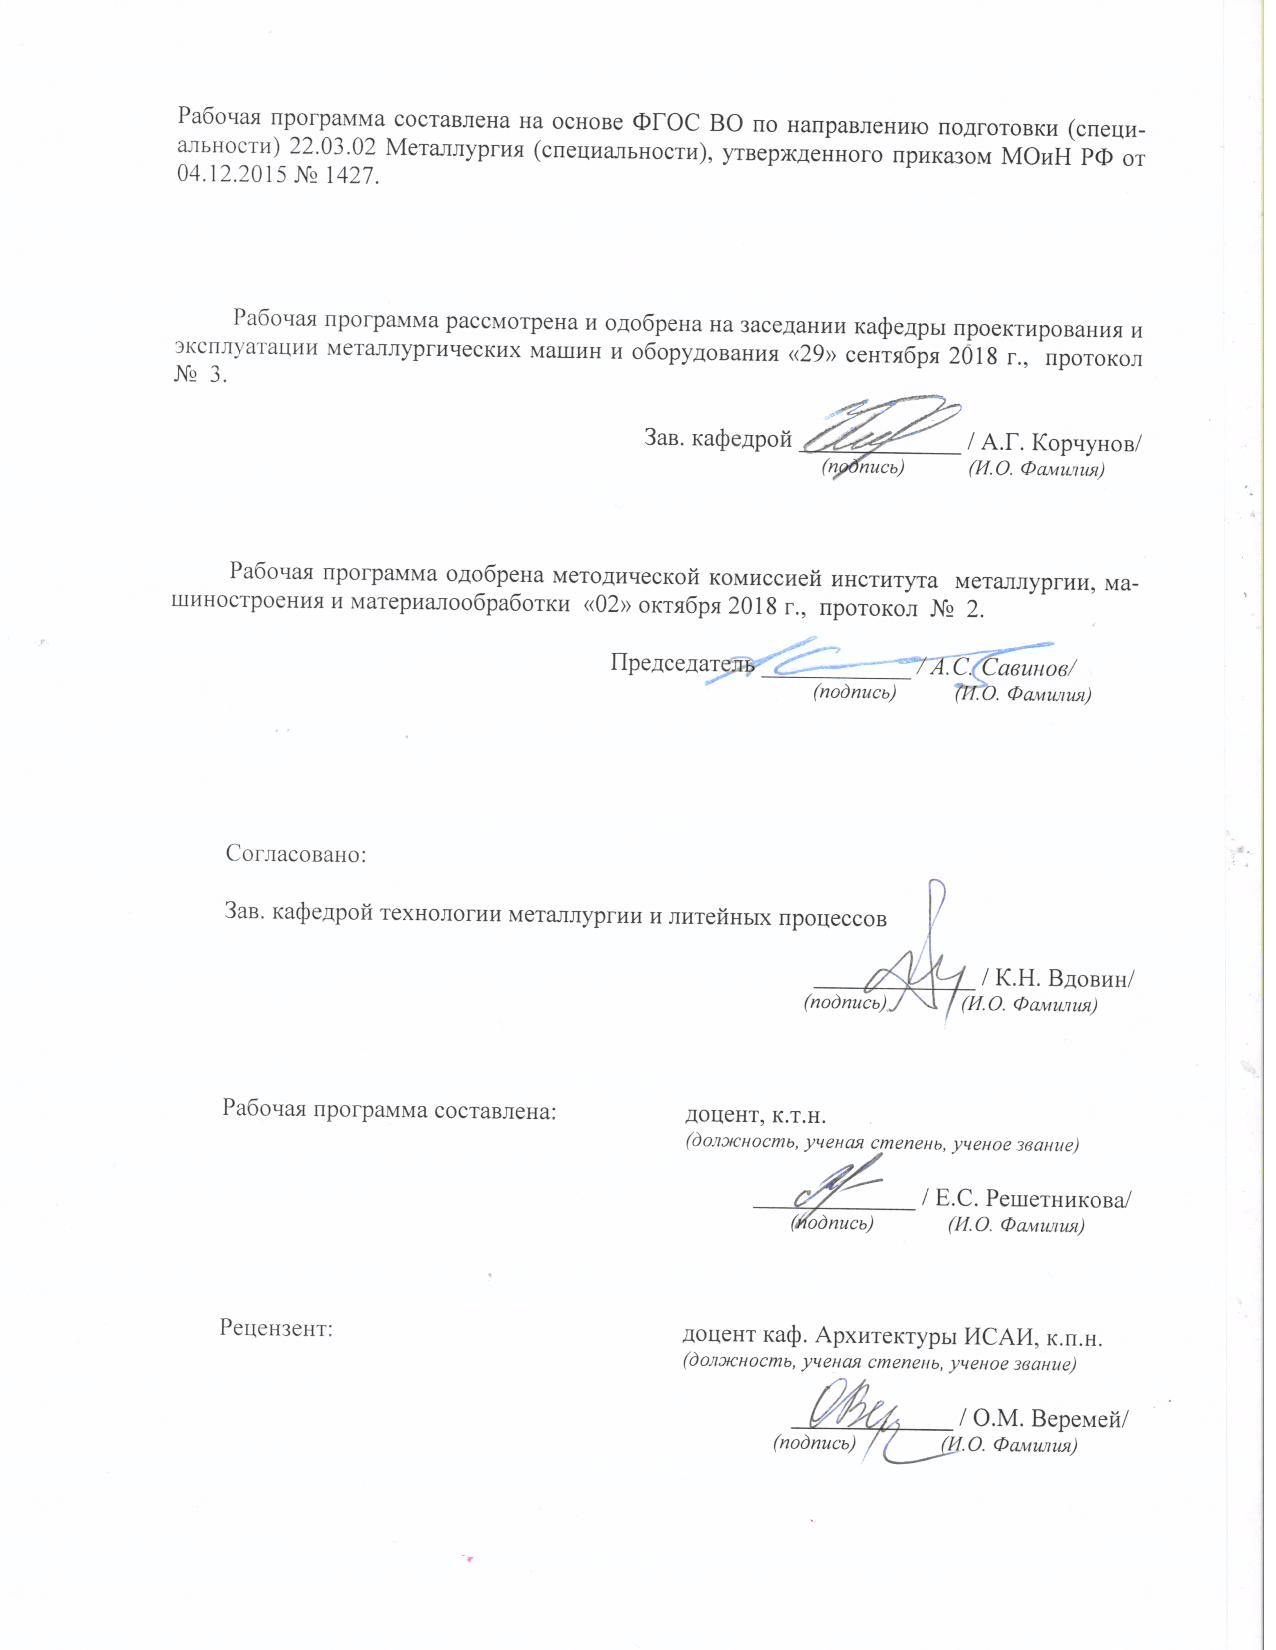 Рабочая программа составлена на основе ФГОС ВО по направлению подготовки (специ-
альности) 22.03.02 Металлургия (специальности), утвержденного приказом МОиН РФ от
04.12.2015 № 1427.
Рабочая программа рассмотрена и одобрена на заседании кафедры проектирования и
эксплуатации металлургических машин и оборудования «29» сентября 2018 г., протокол
№ 3.
Зав. кафедрой ______________ / А.Г. Корчунов/
(подпись) (И.О. Фамилия)
Рабочая программа одобрена методической комиссией института металлургии, ма-
шиностроения и материалообработки «02» октября 2018 г., протокол № 2.
Председатель ____________ / А.С. Савинов/
(подпись) (И.О. Фамилия)
Согласовано:
Зав. кафедрой технологии металлургии и литейных процессов
_____________ / К.Н. Вдовин/
(подпись) (И.О. Фамилия)
Рабочая программа составлена: доцент, к.т.н.
(должность, ученая степень, ученое звание)
_____________ / Е.С. Решетникова/
(подпись) (И.О. Фамилия)
Рецензент: доцент каф. Архитектуры ИСАИ, к.п.н.
(должность, ученая степень, ученое звание)
_____________ / О.М. Веремей/
(подпись) (И.О. Фамилия)